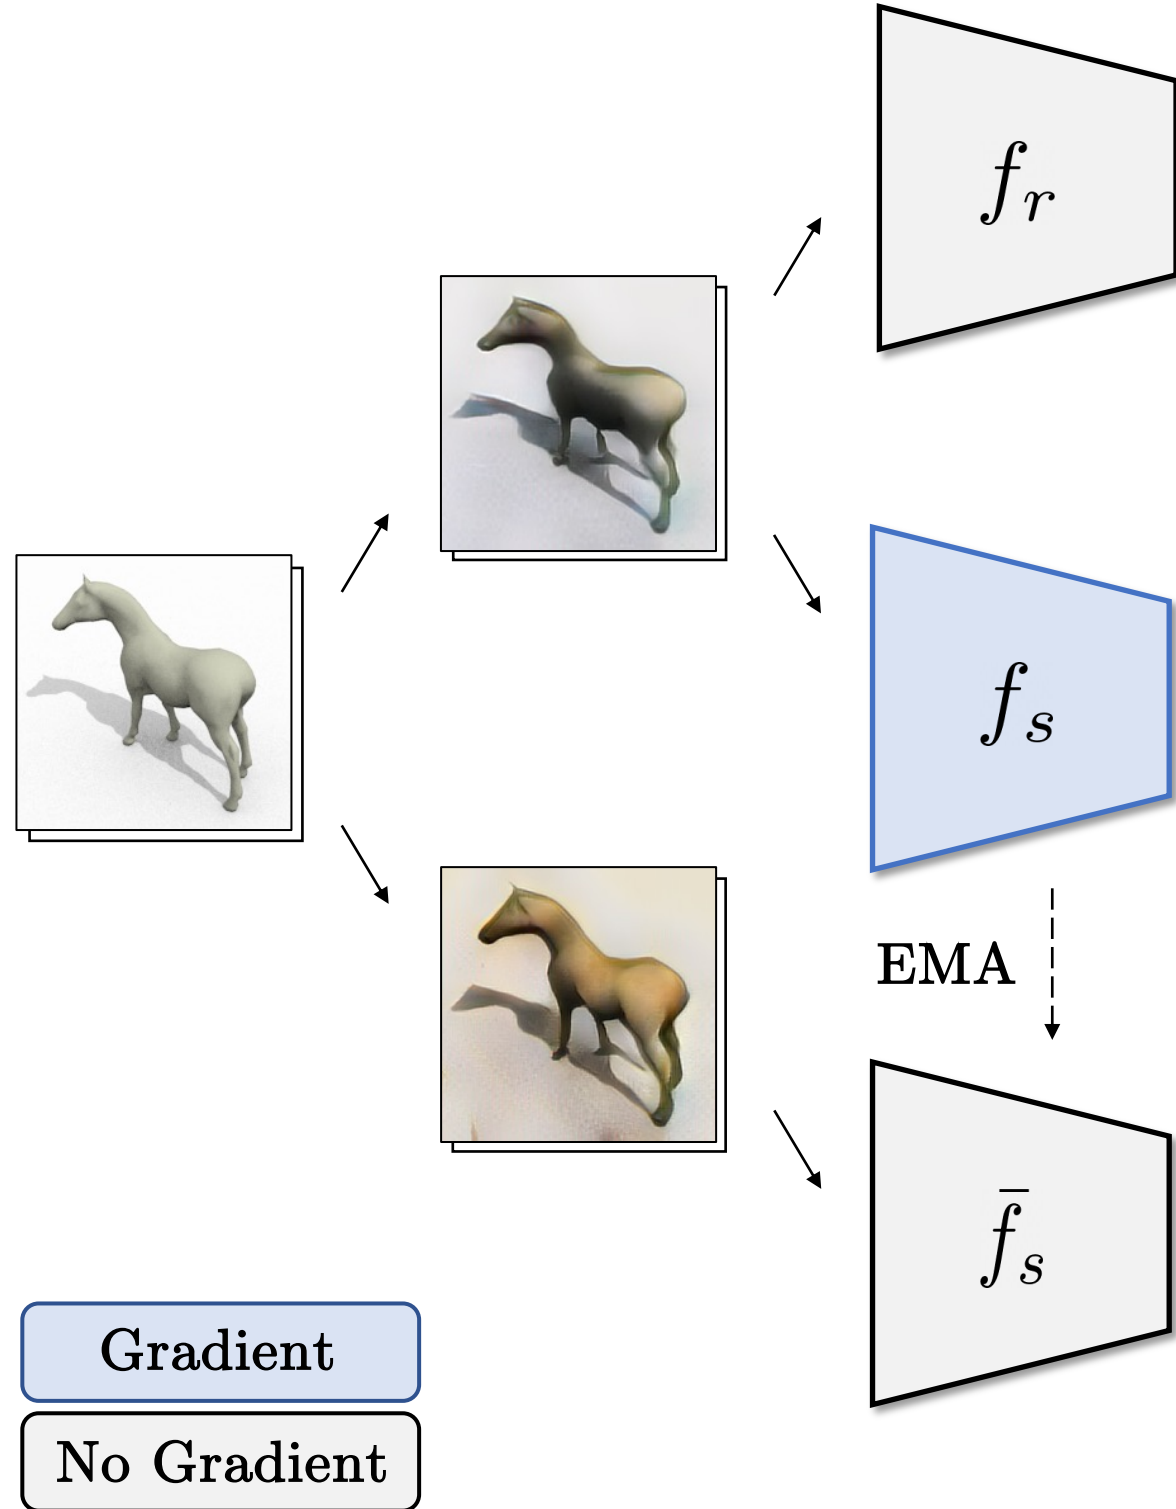 f_r
f_s
EMA
f̄_s
Gradient
No Gradient